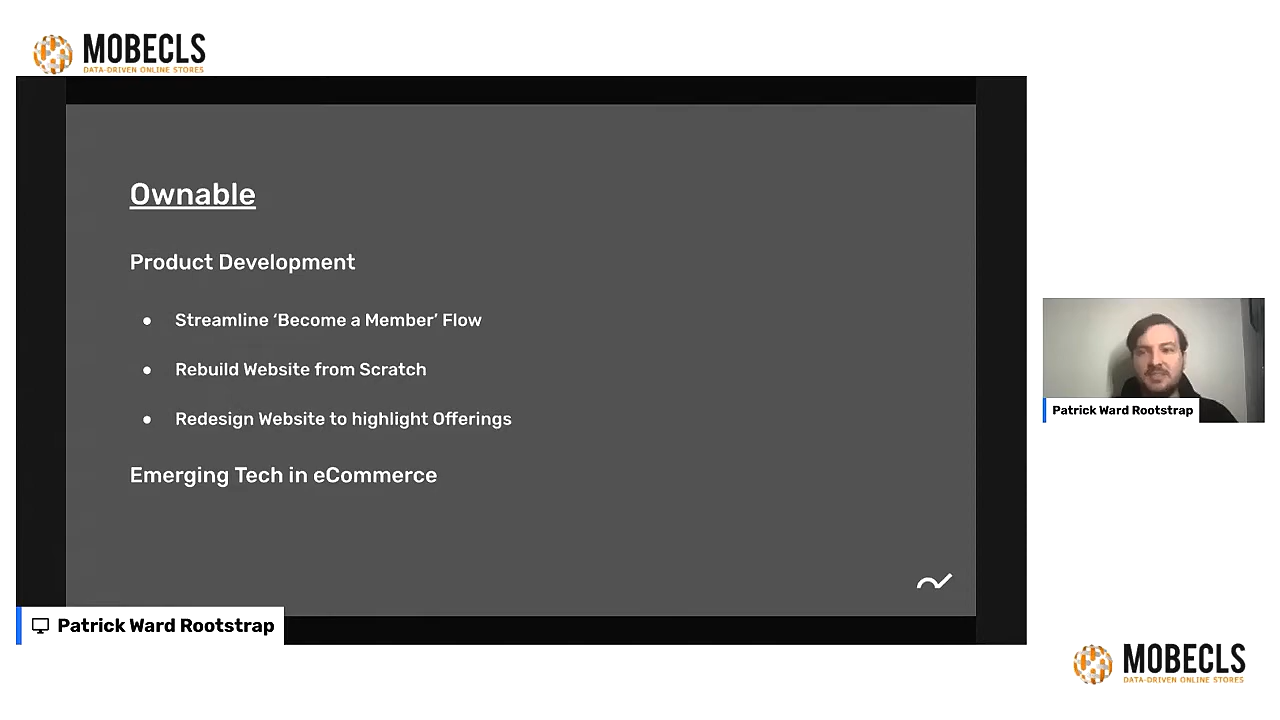 MOBECLS
DATA-DRIVEN ONLINE STORES
Ownable
Product Development
● Streamline ‘Become a Member’ Flow
● Rebuild Website from Scratch
● Redesign Website to highlight Offerings
Emerging Tech in eCommerce
Patrick Ward Rootstrap
Patrick Ward Rootstrap
MOBECLS
DATA-DRIVEN ONLINE STORES